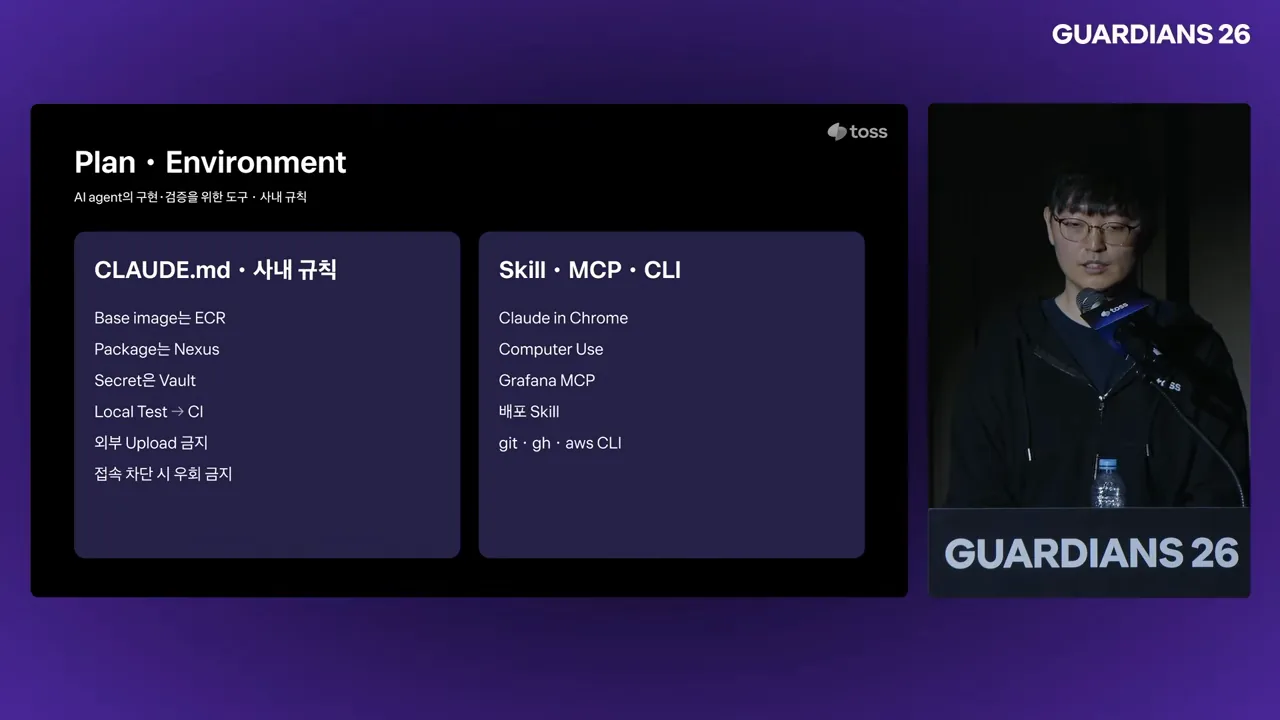 GUARDIANS 26
toss
Plan · Environment
AI agent의 구현·검증을 위한 도구 · 사내 규칙
CLAUDE.md · 사내 규칙
Base image는 ECR
Package는 Nexus
Secret은 Vault
Local Test → CI
외부 Upload 금지
접속 차단 시 우회 금지
Skill · MCP · CLI
Claude in Chrome
Computer Use
Grafana MCP
배포 Skill
git · gh · aws CLI
toss
toss
GUARDIANS 26